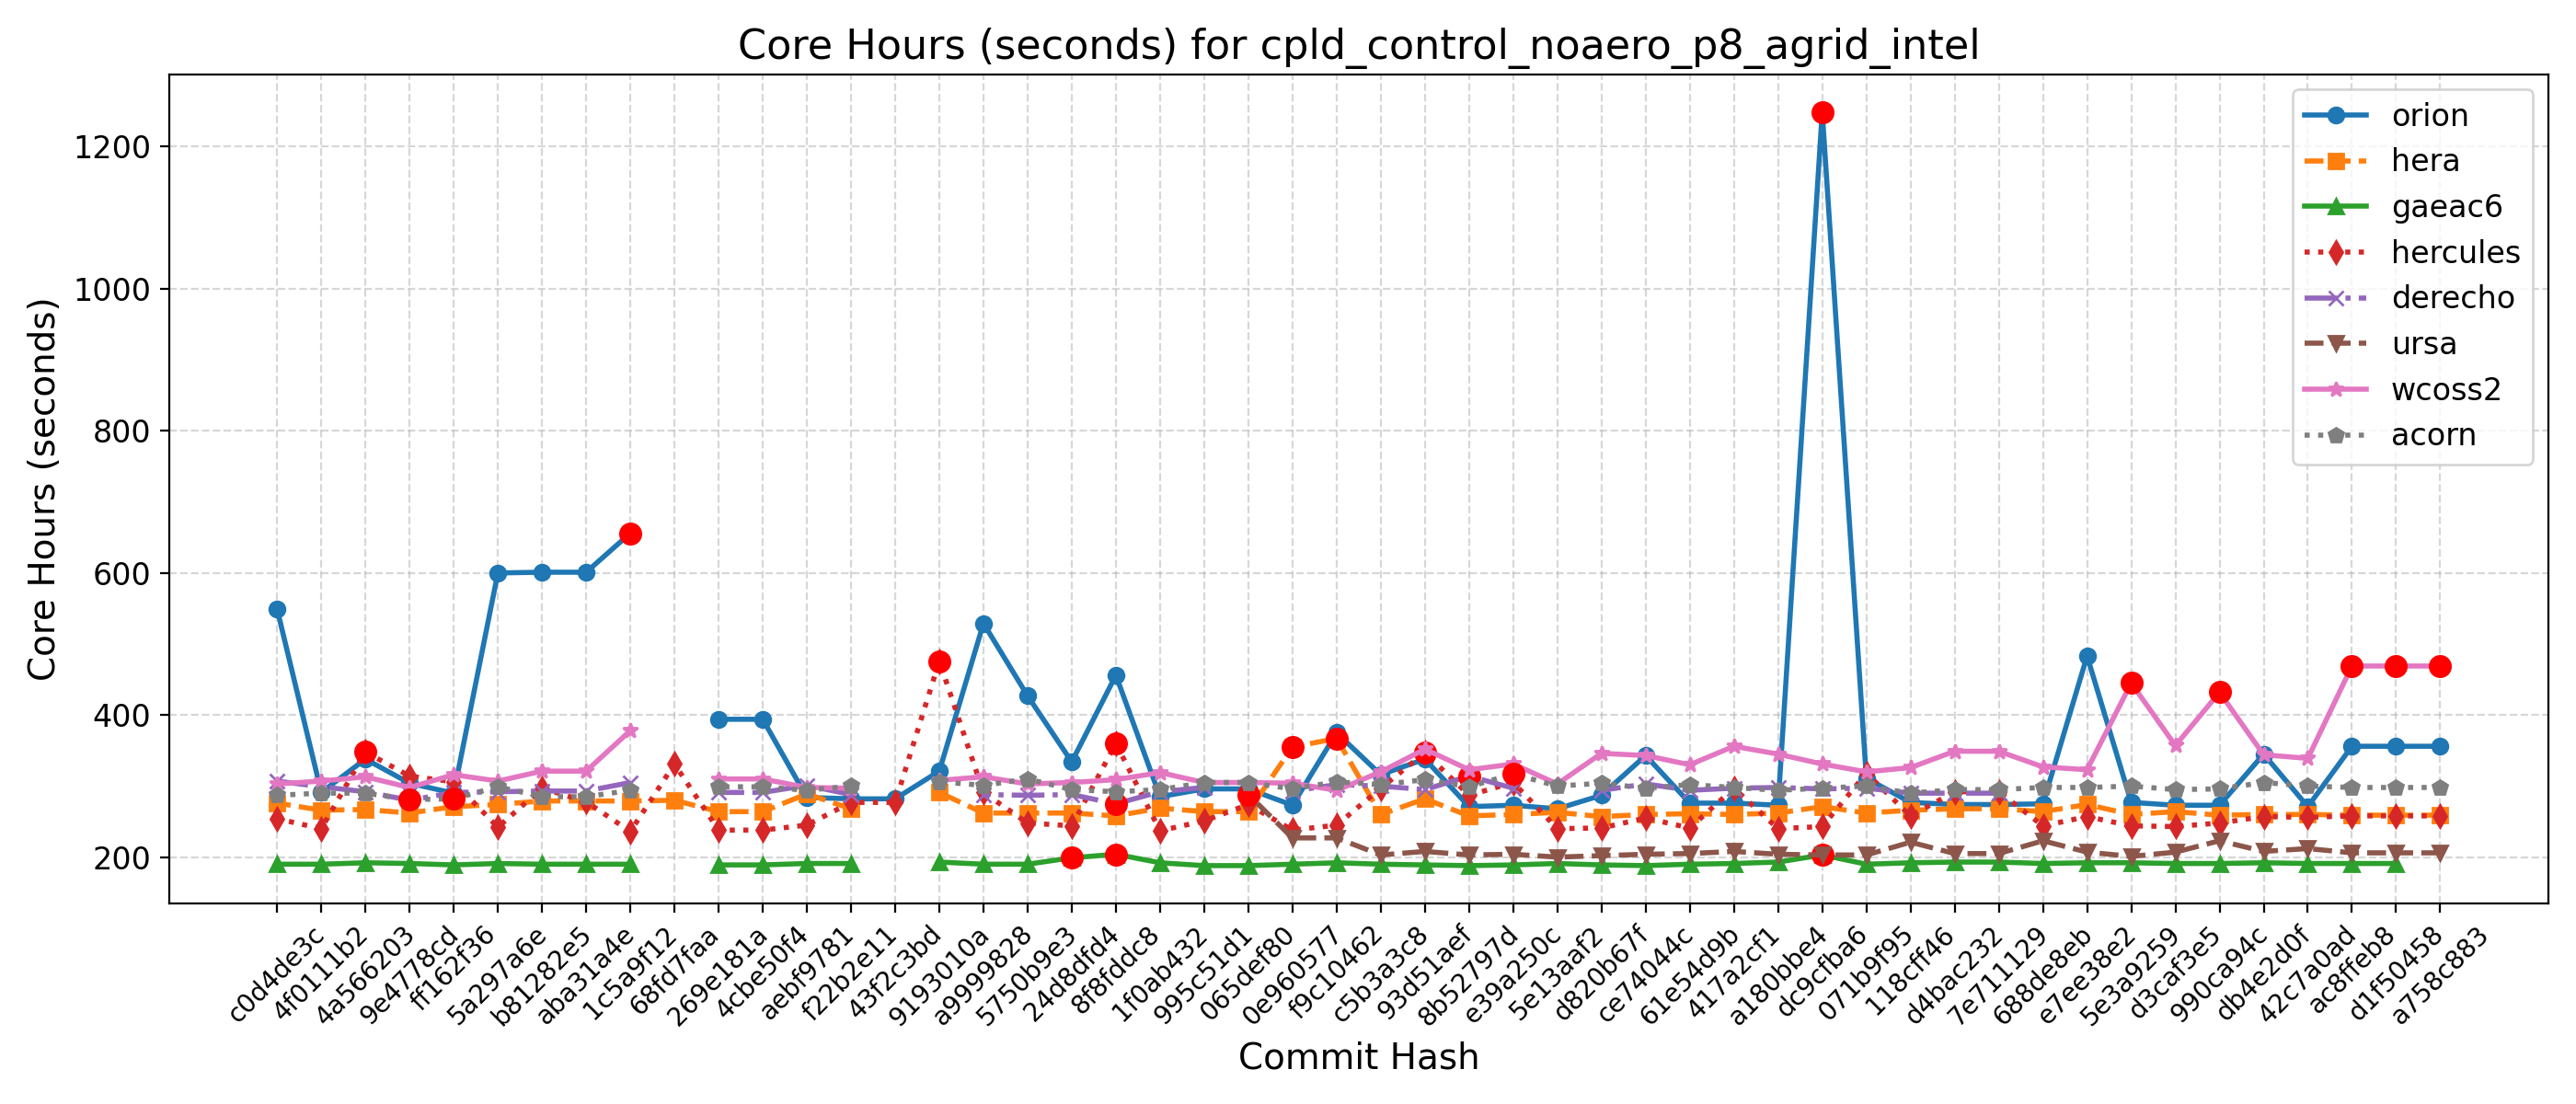 Core Hours (seconds) for cpld_control_noaero_p8_agrid_intel
Core Hours (seconds)
1200
1000
800
600
400
200
orion
hera
gaeac6
hercules
derecho
ursa
wcoss2
acorn
c0d4de3c
4f0111b2
4a566203
9e4778cd
ff162f36
5a297a6e
b81282e5
aba31a4e
1c5a9f12
68fd7faa
269e181a
4cbe50f4
aebf9781
f22b2e11
43f2c3bd
9193010a
a9999828
5750b9e3
24d8dfd4
8f8fddc8
1f0ab432
995c51d1
065def80
0e960577
f9c10462
c5b3a3c8
93d51aef
8b52797d
e39a250c
5e13aaf2
d820b67f
ce74044c
61e54d9b
417a2cf1
a180bbe4
dc9cfba6
071b9f95
118cff46
d4bac232
7e711129
688de8eb
e7ee38e2
5e3a9259
d3caf3e5
990ca94c
db4e2d0f
42c7a0ad
ac8ffeb8
d1f50458
a758c883
Commit Hash